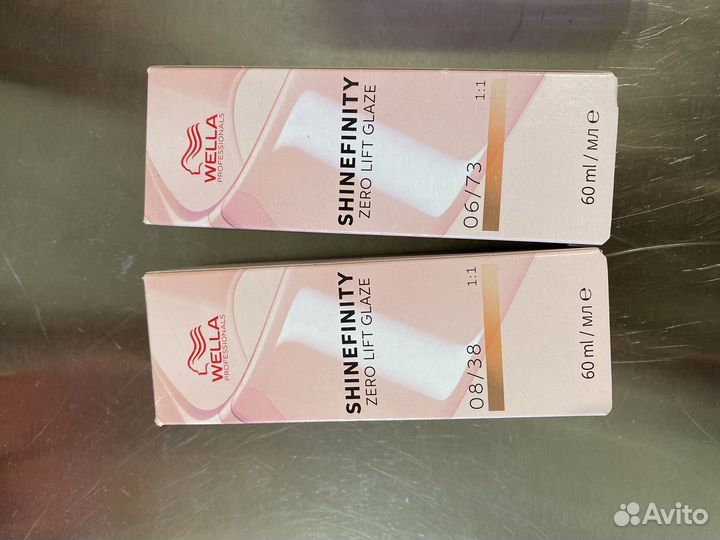 WELLA
PROFESSIONALS
SHINEFINITY
ZERO LIFT GLAZE
06/73
1:1
60 ml / мл e
WELLA
PROFESSIONALS
SHINEFINITY
ZERO LIFT GLAZE
08/38
1:1
60 ml / мл e
Avito